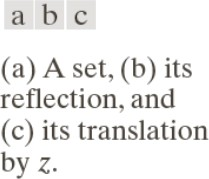 a b c
(a) A set, (b) its
reflection, and
(c) its translation
by z.